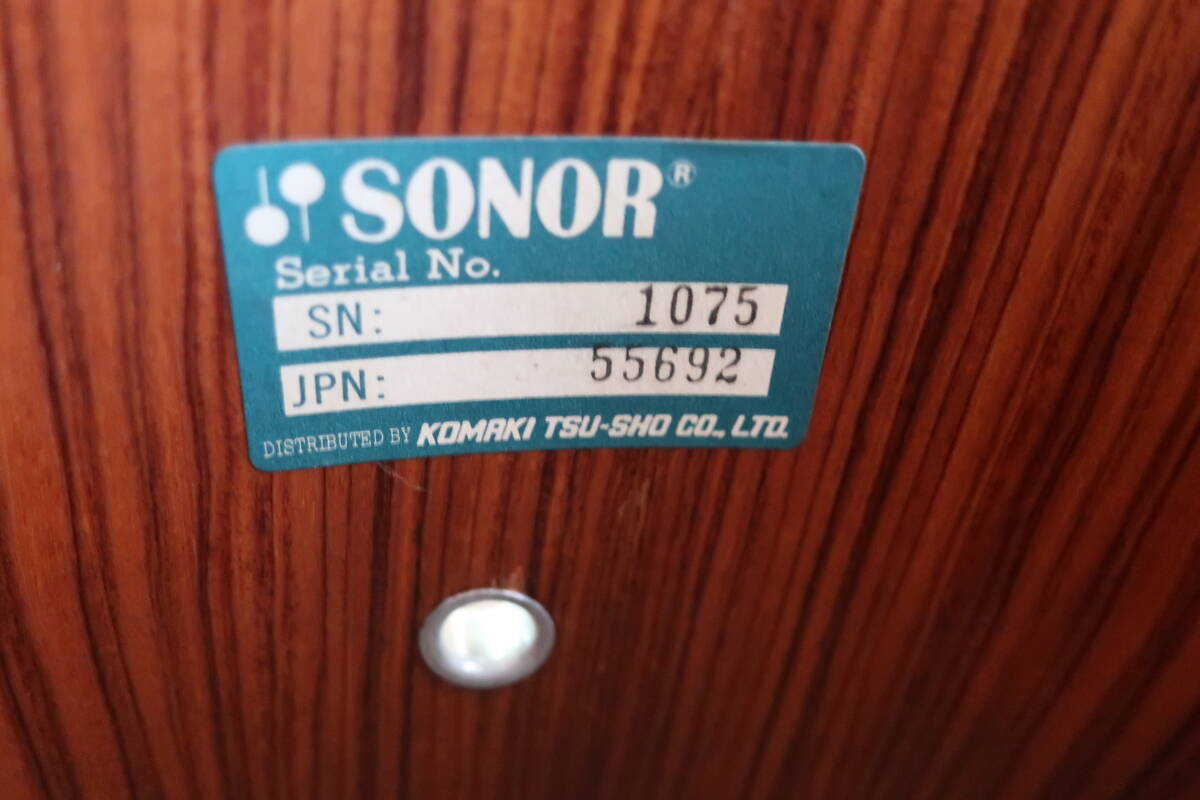 SONOR®
Serial No.
SN: 1075
JPN: 55692
DISTRIBUTED BY KOMAKI TSU-SHO CO., LTD.